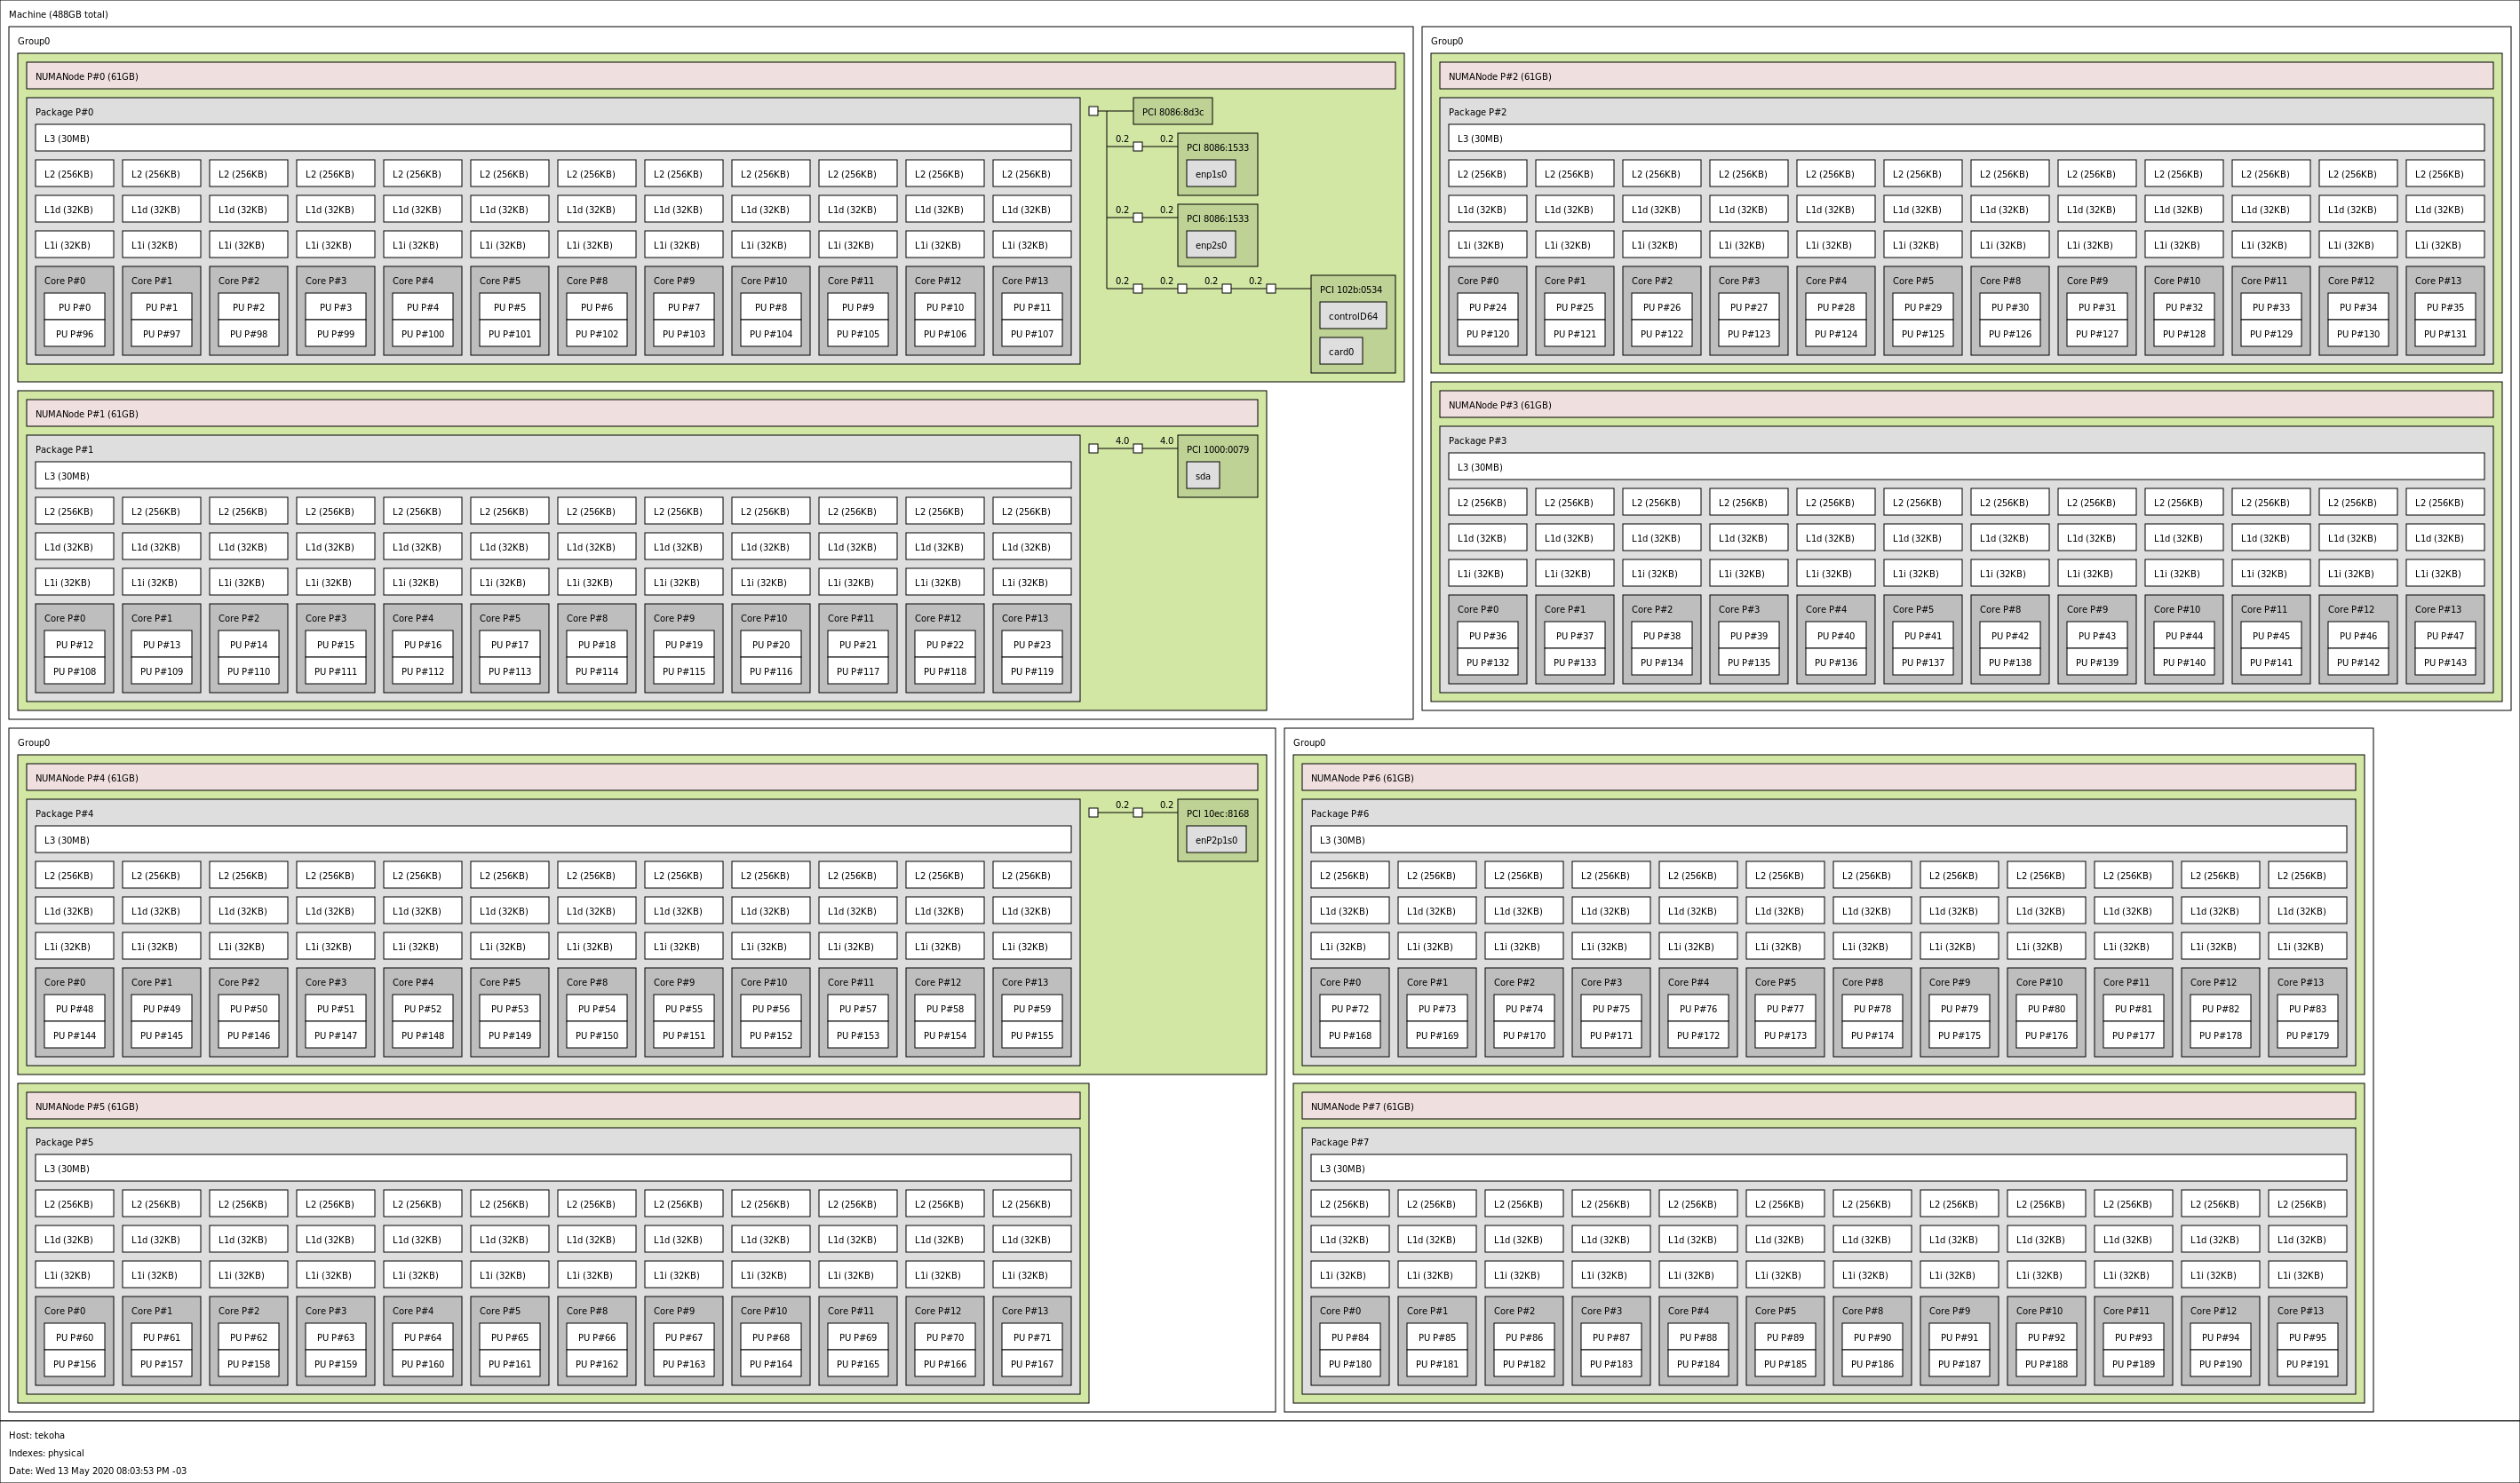 Machine (488GB total)
Group0
NUMANode P#0 (61GB)
Package P#0
L3 (30MB)
L2 (256KB) L2 (256KB) L2 (256KB) L2 (256KB) L2 (256KB) L2 (256KB) L2 (256KB) L2 (256KB) L2 (256KB) L2 (256KB) L2 (256KB) L2 (256KB)
L1d (32KB) L1d (32KB) L1d (32KB) L1d (32KB) L1d (32KB) L1d (32KB) L1d (32KB) L1d (32KB) L1d (32KB) L1d (32KB) L1d (32KB) L1d (32KB)
L1i (32KB) L1i (32KB) L1i (32KB) L1i (32KB) L1i (32KB) L1i (32KB) L1i (32KB) L1i (32KB) L1i (32KB) L1i (32KB) L1i (32KB) L1i (32KB)
Core P#0 Core P#1 Core P#2 Core P#3 Core P#4 Core P#5 Core P#8 Core P#9 Core P#10 Core P#11 Core P#12 Core P#13
PU P#0 PU P#1 PU P#2 PU P#3 PU P#4 PU P#5 PU P#6 PU P#7 PU P#8 PU P#9 PU P#10 PU P#11
PU P#96 PU P#97 PU P#98 PU P#99 PU P#100 PU P#101 PU P#102 PU P#103 PU P#104 PU P#105 PU P#106 PU P#107
PCI 8086:8d3c
0.2 0.2 PCI 8086:1533
enp1s0
0.2 0.2 PCI 8086:1533
enp2s0
0.2 0.2 0.2 0.2 PCI 102b:0534
controlD64
card0
NUMANode P#1 (61GB)
Package P#1
L3 (30MB)
L2 (256KB) L2 (256KB) L2 (256KB) L2 (256KB) L2 (256KB) L2 (256KB) L2 (256KB) L2 (256KB) L2 (256KB) L2 (256KB) L2 (256KB) L2 (256KB)
L1d (32KB) L1d (32KB) L1d (32KB) L1d (32KB) L1d (32KB) L1d (32KB) L1d (32KB) L1d (32KB) L1d (32KB) L1d (32KB) L1d (32KB) L1d (32KB)
L1i (32KB) L1i (32KB) L1i (32KB) L1i (32KB) L1i (32KB) L1i (32KB) L1i (32KB) L1i (32KB) L1i (32KB) L1i (32KB) L1i (32KB) L1i (32KB)
Core P#0 Core P#1 Core P#2 Core P#3 Core P#4 Core P#5 Core P#8 Core P#9 Core P#10 Core P#11 Core P#12 Core P#13
PU P#12 PU P#13 PU P#14 PU P#15 PU P#16 PU P#17 PU P#18 PU P#19 PU P#20 PU P#21 PU P#22 PU P#23
PU P#108 PU P#109 PU P#110 PU P#111 PU P#112 PU P#113 PU P#114 PU P#115 PU P#116 PU P#117 PU P#118 PU P#119
4.0 4.0 PCI 1000:0079
sda
Group0
NUMANode P#2 (61GB)
Package P#2
L3 (30MB)
L2 (256KB) L2 (256KB) L2 (256KB) L2 (256KB) L2 (256KB) L2 (256KB) L2 (256KB) L2 (256KB) L2 (256KB) L2 (256KB) L2 (256KB) L2 (256KB)
L1d (32KB) L1d (32KB) L1d (32KB) L1d (32KB) L1d (32KB) L1d (32KB) L1d (32KB) L1d (32KB) L1d (32KB) L1d (32KB) L1d (32KB) L1d (32KB)
L1i (32KB) L1i (32KB) L1i (32KB) L1i (32KB) L1i (32KB) L1i (32KB) L1i (32KB) L1i (32KB) L1i (32KB) L1i (32KB) L1i (32KB) L1i (32KB)
Core P#0 Core P#1 Core P#2 Core P#3 Core P#4 Core P#5 Core P#8 Core P#9 Core P#10 Core P#11 Core P#12 Core P#13
PU P#24 PU P#25 PU P#26 PU P#27 PU P#28 PU P#29 PU P#30 PU P#31 PU P#32 PU P#33 PU P#34 PU P#35
PU P#120 PU P#121 PU P#122 PU P#123 PU P#124 PU P#125 PU P#126 PU P#127 PU P#128 PU P#129 PU P#130 PU P#131
NUMANode P#3 (61GB)
Package P#3
L3 (30MB)
L2 (256KB) L2 (256KB) L2 (256KB) L2 (256KB) L2 (256KB) L2 (256KB) L2 (256KB) L2 (256KB) L2 (256KB) L2 (256KB) L2 (256KB) L2 (256KB)
L1d (32KB) L1d (32KB) L1d (32KB) L1d (32KB) L1d (32KB) L1d (32KB) L1d (32KB) L1d (32KB) L1d (32KB) L1d (32KB) L1d (32KB) L1d (32KB)
L1i (32KB) L1i (32KB) L1i (32KB) L1i (32KB) L1i (32KB) L1i (32KB) L1i (32KB) L1i (32KB) L1i (32KB) L1i (32KB) L1i (32KB) L1i (32KB)
Core P#0 Core P#1 Core P#2 Core P#3 Core P#4 Core P#5 Core P#8 Core P#9 Core P#10 Core P#11 Core P#12 Core P#13
PU P#36 PU P#37 PU P#38 PU P#39 PU P#40 PU P#41 PU P#42 PU P#43 PU P#44 PU P#45 PU P#46 PU P#47
PU P#132 PU P#133 PU P#134 PU P#135 PU P#136 PU P#137 PU P#138 PU P#139 PU P#140 PU P#141 PU P#142 PU P#143
Group0
NUMANode P#4 (61GB)
Package P#4
L3 (30MB)
L2 (256KB) L2 (256KB) L2 (256KB) L2 (256KB) L2 (256KB) L2 (256KB) L2 (256KB) L2 (256KB) L2 (256KB) L2 (256KB) L2 (256KB) L2 (256KB)
L1d (32KB) L1d (32KB) L1d (32KB) L1d (32KB) L1d (32KB) L1d (32KB) L1d (32KB) L1d (32KB) L1d (32KB) L1d (32KB) L1d (32KB) L1d (32KB)
L1i (32KB) L1i (32KB) L1i (32KB) L1i (32KB) L1i (32KB) L1i (32KB) L1i (32KB) L1i (32KB) L1i (32KB) L1i (32KB) L1i (32KB) L1i (32KB)
Core P#0 Core P#1 Core P#2 Core P#3 Core P#4 Core P#5 Core P#8 Core P#9 Core P#10 Core P#11 Core P#12 Core P#13
PU P#48 PU P#49 PU P#50 PU P#51 PU P#52 PU P#53 PU P#54 PU P#55 PU P#56 PU P#57 PU P#58 PU P#59
PU P#144 PU P#145 PU P#146 PU P#147 PU P#148 PU P#149 PU P#150 PU P#151 PU P#152 PU P#153 PU P#154 PU P#155
0.2 0.2 PCI 10ec:8168
enP2p1s0
NUMANode P#5 (61GB)
Package P#5
L3 (30MB)
L2 (256KB) L2 (256KB) L2 (256KB) L2 (256KB) L2 (256KB) L2 (256KB) L2 (256KB) L2 (256KB) L2 (256KB) L2 (256KB) L2 (256KB) L2 (256KB)
L1d (32KB) L1d (32KB) L1d (32KB) L1d (32KB) L1d (32KB) L1d (32KB) L1d (32KB) L1d (32KB) L1d (32KB) L1d (32KB) L1d (32KB) L1d (32KB)
L1i (32KB) L1i (32KB) L1i (32KB) L1i (32KB) L1i (32KB) L1i (32KB) L1i (32KB) L1i (32KB) L1i (32KB) L1i (32KB) L1i (32KB) L1i (32KB)
Core P#0 Core P#1 Core P#2 Core P#3 Core P#4 Core P#5 Core P#8 Core P#9 Core P#10 Core P#11 Core P#12 Core P#13
PU P#60 PU P#61 PU P#62 PU P#63 PU P#64 PU P#65 PU P#66 PU P#67 PU P#68 PU P#69 PU P#70 PU P#71
PU P#156 PU P#157 PU P#158 PU P#159 PU P#160 PU P#161 PU P#162 PU P#163 PU P#164 PU P#165 PU P#166 PU P#167
Group0
NUMANode P#6 (61GB)
Package P#6
L3 (30MB)
L2 (256KB) L2 (256KB) L2 (256KB) L2 (256KB) L2 (256KB) L2 (256KB) L2 (256KB) L2 (256KB) L2 (256KB) L2 (256KB) L2 (256KB) L2 (256KB)
L1d (32KB) L1d (32KB) L1d (32KB) L1d (32KB) L1d (32KB) L1d (32KB) L1d (32KB) L1d (32KB) L1d (32KB) L1d (32KB) L1d (32KB) L1d (32KB)
L1i (32KB) L1i (32KB) L1i (32KB) L1i (32KB) L1i (32KB) L1i (32KB) L1i (32KB) L1i (32KB) L1i (32KB) L1i (32KB) L1i (32KB) L1i (32KB)
Core P#0 Core P#1 Core P#2 Core P#3 Core P#4 Core P#5 Core P#8 Core P#9 Core P#10 Core P#11 Core P#12 Core P#13
PU P#72 PU P#73 PU P#74 PU P#75 PU P#76 PU P#77 PU P#78 PU P#79 PU P#80 PU P#81 PU P#82 PU P#83
PU P#168 PU P#169 PU P#170 PU P#171 PU P#172 PU P#173 PU P#174 PU P#175 PU P#176 PU P#177 PU P#178 PU P#179
NUMANode P#7 (61GB)
Package P#7
L3 (30MB)
L2 (256KB) L2 (256KB) L2 (256KB) L2 (256KB) L2 (256KB) L2 (256KB) L2 (256KB) L2 (256KB) L2 (256KB) L2 (256KB) L2 (256KB) L2 (256KB)
L1d (32KB) L1d (32KB) L1d (32KB) L1d (32KB) L1d (32KB) L1d (32KB) L1d (32KB) L1d (32KB) L1d (32KB) L1d (32KB) L1d (32KB) L1d (32KB)
L1i (32KB) L1i (32KB) L1i (32KB) L1i (32KB) L1i (32KB) L1i (32KB) L1i (32KB) L1i (32KB) L1i (32KB) L1i (32KB) L1i (32KB) L1i (32KB)
Core P#0 Core P#1 Core P#2 Core P#3 Core P#4 Core P#5 Core P#8 Core P#9 Core P#10 Core P#11 Core P#12 Core P#13
PU P#84 PU P#85 PU P#86 PU P#87 PU P#88 PU P#89 PU P#90 PU P#91 PU P#92 PU P#93 PU P#94 PU P#95
PU P#180 PU P#181 PU P#182 PU P#183 PU P#184 PU P#185 PU P#186 PU P#187 PU P#188 PU P#189 PU P#190 PU P#191
Host: tekoha
Indexes: physical
Date: Wed 13 May 2020 08:03:53 PM -03